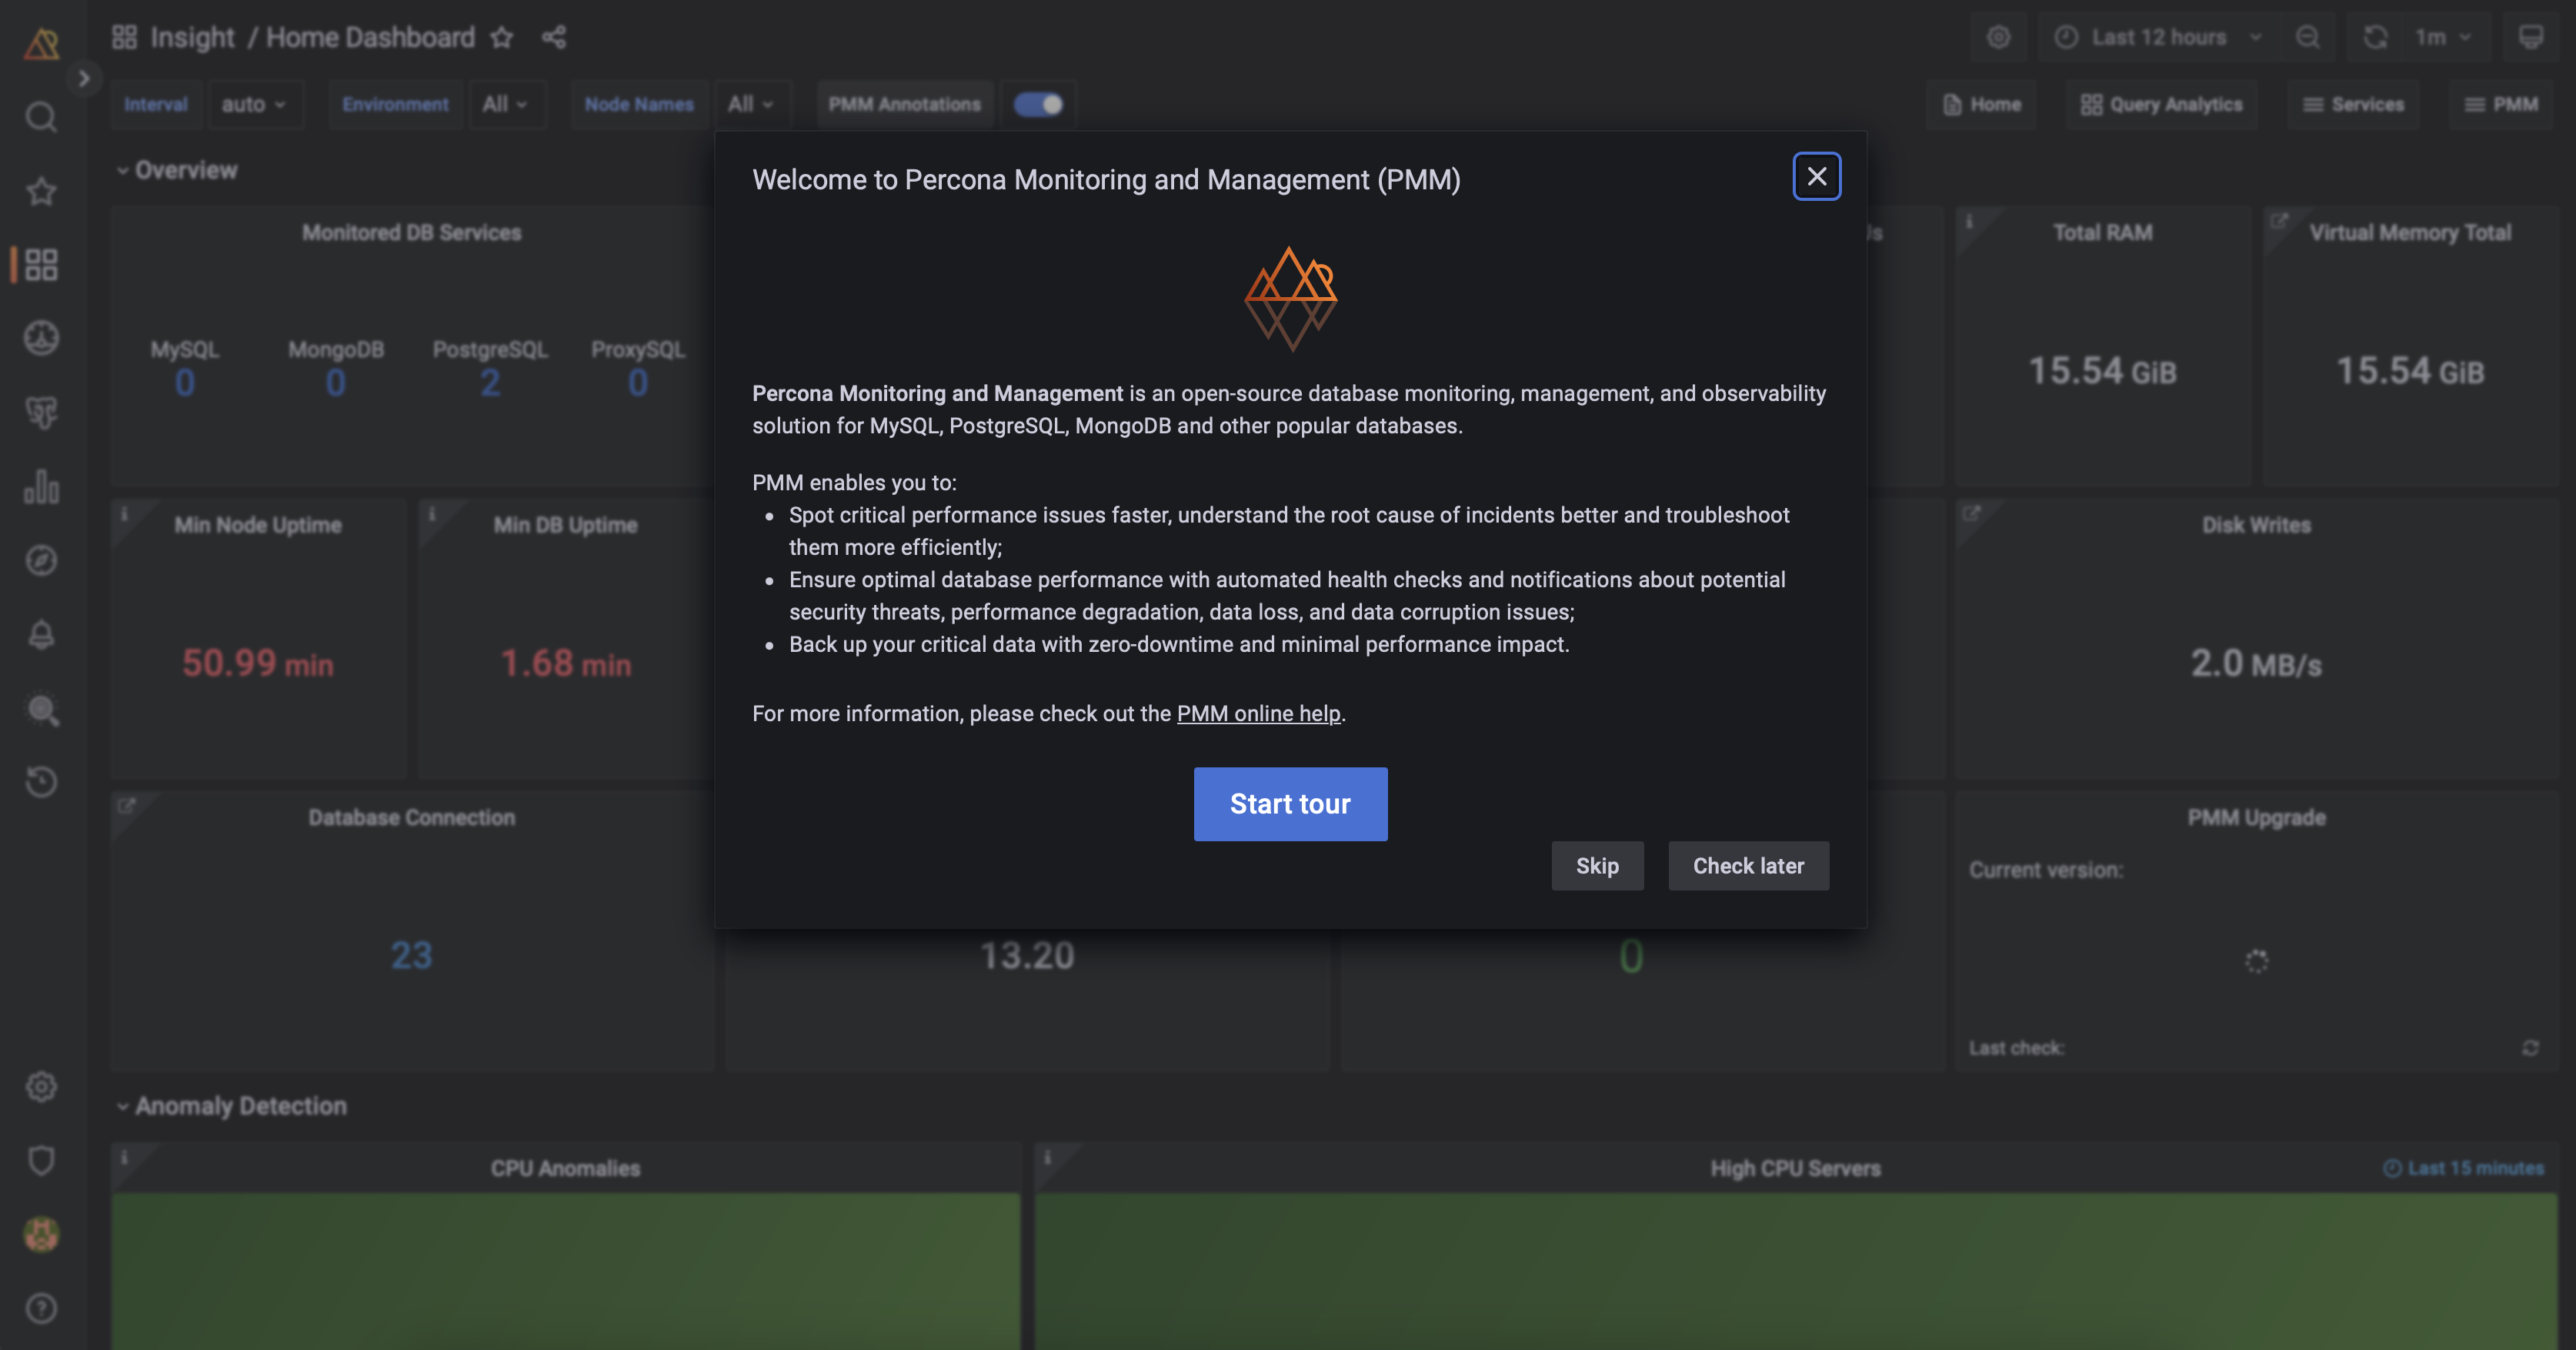 Insight / Home Dashboard
Last 12 hours
1m
Interval
auto
Environment
All
Node Names
All
PMM Annotations
Home
Query Analytics
Services
PMM
Overview
Monitored DB Services
MySQL
0
MongoDB
0
PostgreSQL
2
ProxySQL
0
Total RAM
15.54 GiB
Virtual Memory Total
15.54 GiB
Min Node Uptime
50.99 min
Min DB Uptime
1.68 min
Disk Writes
2.0 MB/s
Welcome to Percona Monitoring and Management (PMM)
Percona Monitoring and Management is an open-source database monitoring, management, and observability
solution for MySQL, PostgreSQL, MongoDB and other popular databases.
PMM enables you to:
Spot critical performance issues faster, understand the root cause of incidents better and troubleshoot
them more efficiently;
Ensure optimal database performance with automated health checks and notifications about potential
security threats, performance degradation, data loss, and data corruption issues;
Back up your critical data with zero-downtime and minimal performance impact.
For more information, please check out the PMM online help.
Start tour
Skip
Check later
Database Connection
23
13.20
0
PMM Upgrade
Current version:
Last check:
Anomaly Detection
CPU Anomalies
High CPU Servers
Last 15 minutes